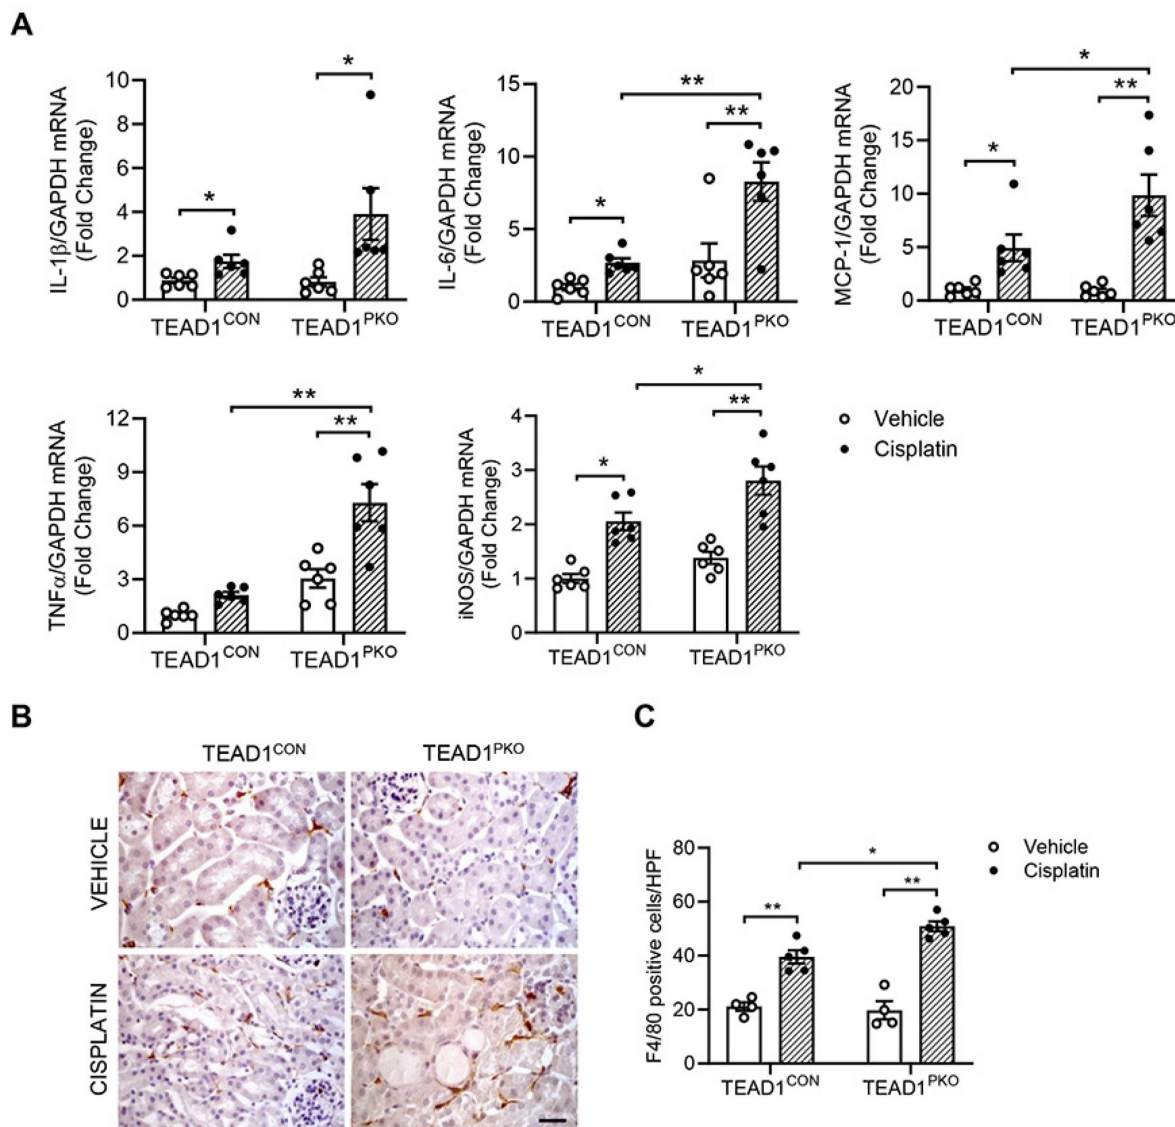 A
IL-1β/GAPDH mRNA
(Fold Change)
10
8
6
4
2
0
*
*
TEAD1CON
TEAD1PKO
IL-6/GAPDH mRNA
(Fold Change)
15
10
5
0
*
**
**
TEAD1CON
TEAD1PKO
MCP-1/GAPDH mRNA
(Fold Change)
20
15
10
5
0
*
**
*
TEAD1CON
TEAD1PKO
TNFα/GAPDH mRNA
(Fold Change)
12
9
6
3
0
**
**
TEAD1CON
TEAD1PKO
iNOS/GAPDH mRNA
(Fold Change)
4
3
2
1
0
*
**
*
TEAD1CON
TEAD1PKO
Vehicle
Cisplatin
B
TEAD1CON
TEAD1PKO
VEHICLE
CISPLATIN
C
F4/80 positive cells/HPF
80
60
40
20
0
**
**
*
TEAD1CON
TEAD1PKO
Vehicle
Cisplatin